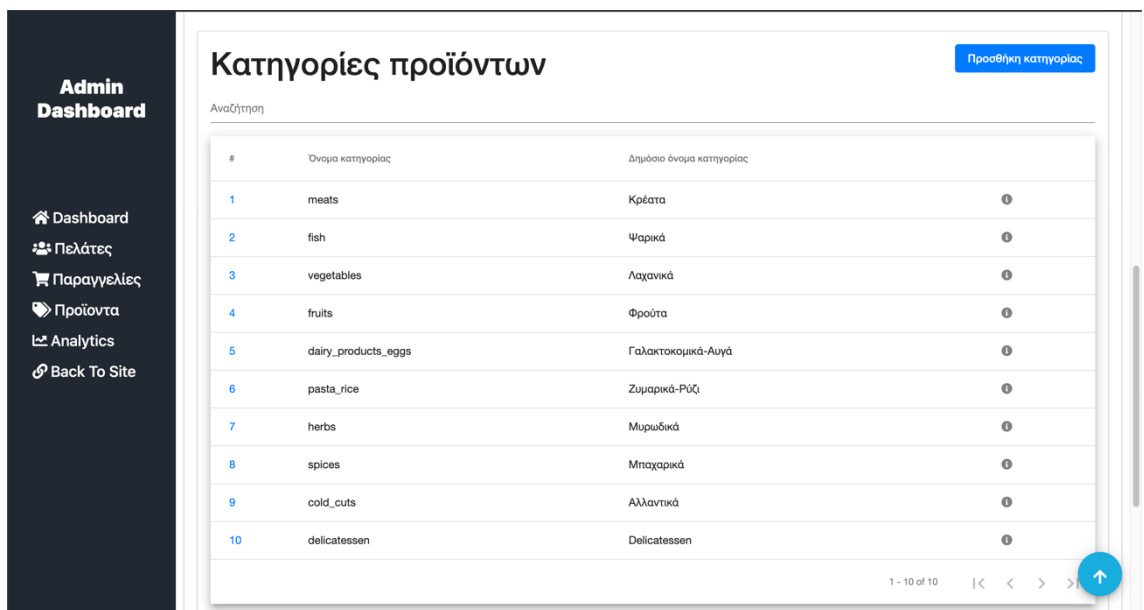 Admin
Dashboard
Dashboard
Πελάτες
Παραγγελίες
Προϊοντα
Analytics
Back To Site
Κατηγορίες προϊόντων
Προσθήκη κατηγορίας
Αναζήτηση
# Όνομα κατηγορίας Δημόσιο όνομα κατηγορίας
1 meats Κρέατα
2 fish Ψαρικά
3 vegetables Λαχανικά
4 fruits Φρούτα
5 dairy_products_eggs Γαλακτοκομικά-Αυγά
6 pasta_rice Ζυμαρικά-Ρύζι
7 herbs Μυρωδικά
8 spices Μπαχαρικά
9 cold_cuts Αλλαντικά
10 delicatessen Delicatessen
1 - 10 of 10